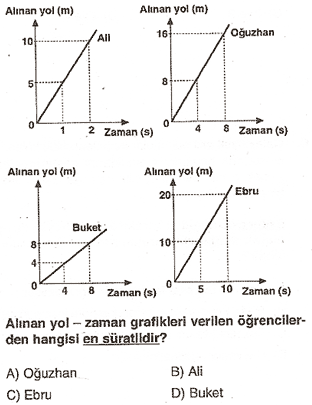 Alınan yol (m)
Alınan yol (m)
10
Ali
5
0
1
2
Zaman (s)
16
Oğuzhan
8
0
4
8
Zaman (s)
Alınan yol (m)
Alınan yol (m)
Buket
8
4
0
4
8
Zaman (s)
20
Ebru
10
0
5
10
Zaman (s)
Alınan yol – zaman grafikleri verilen öğrenciler-
den hangisi en süratlidir?
A) Oğuzhan
B) Ali
C) Ebru
D) Buket